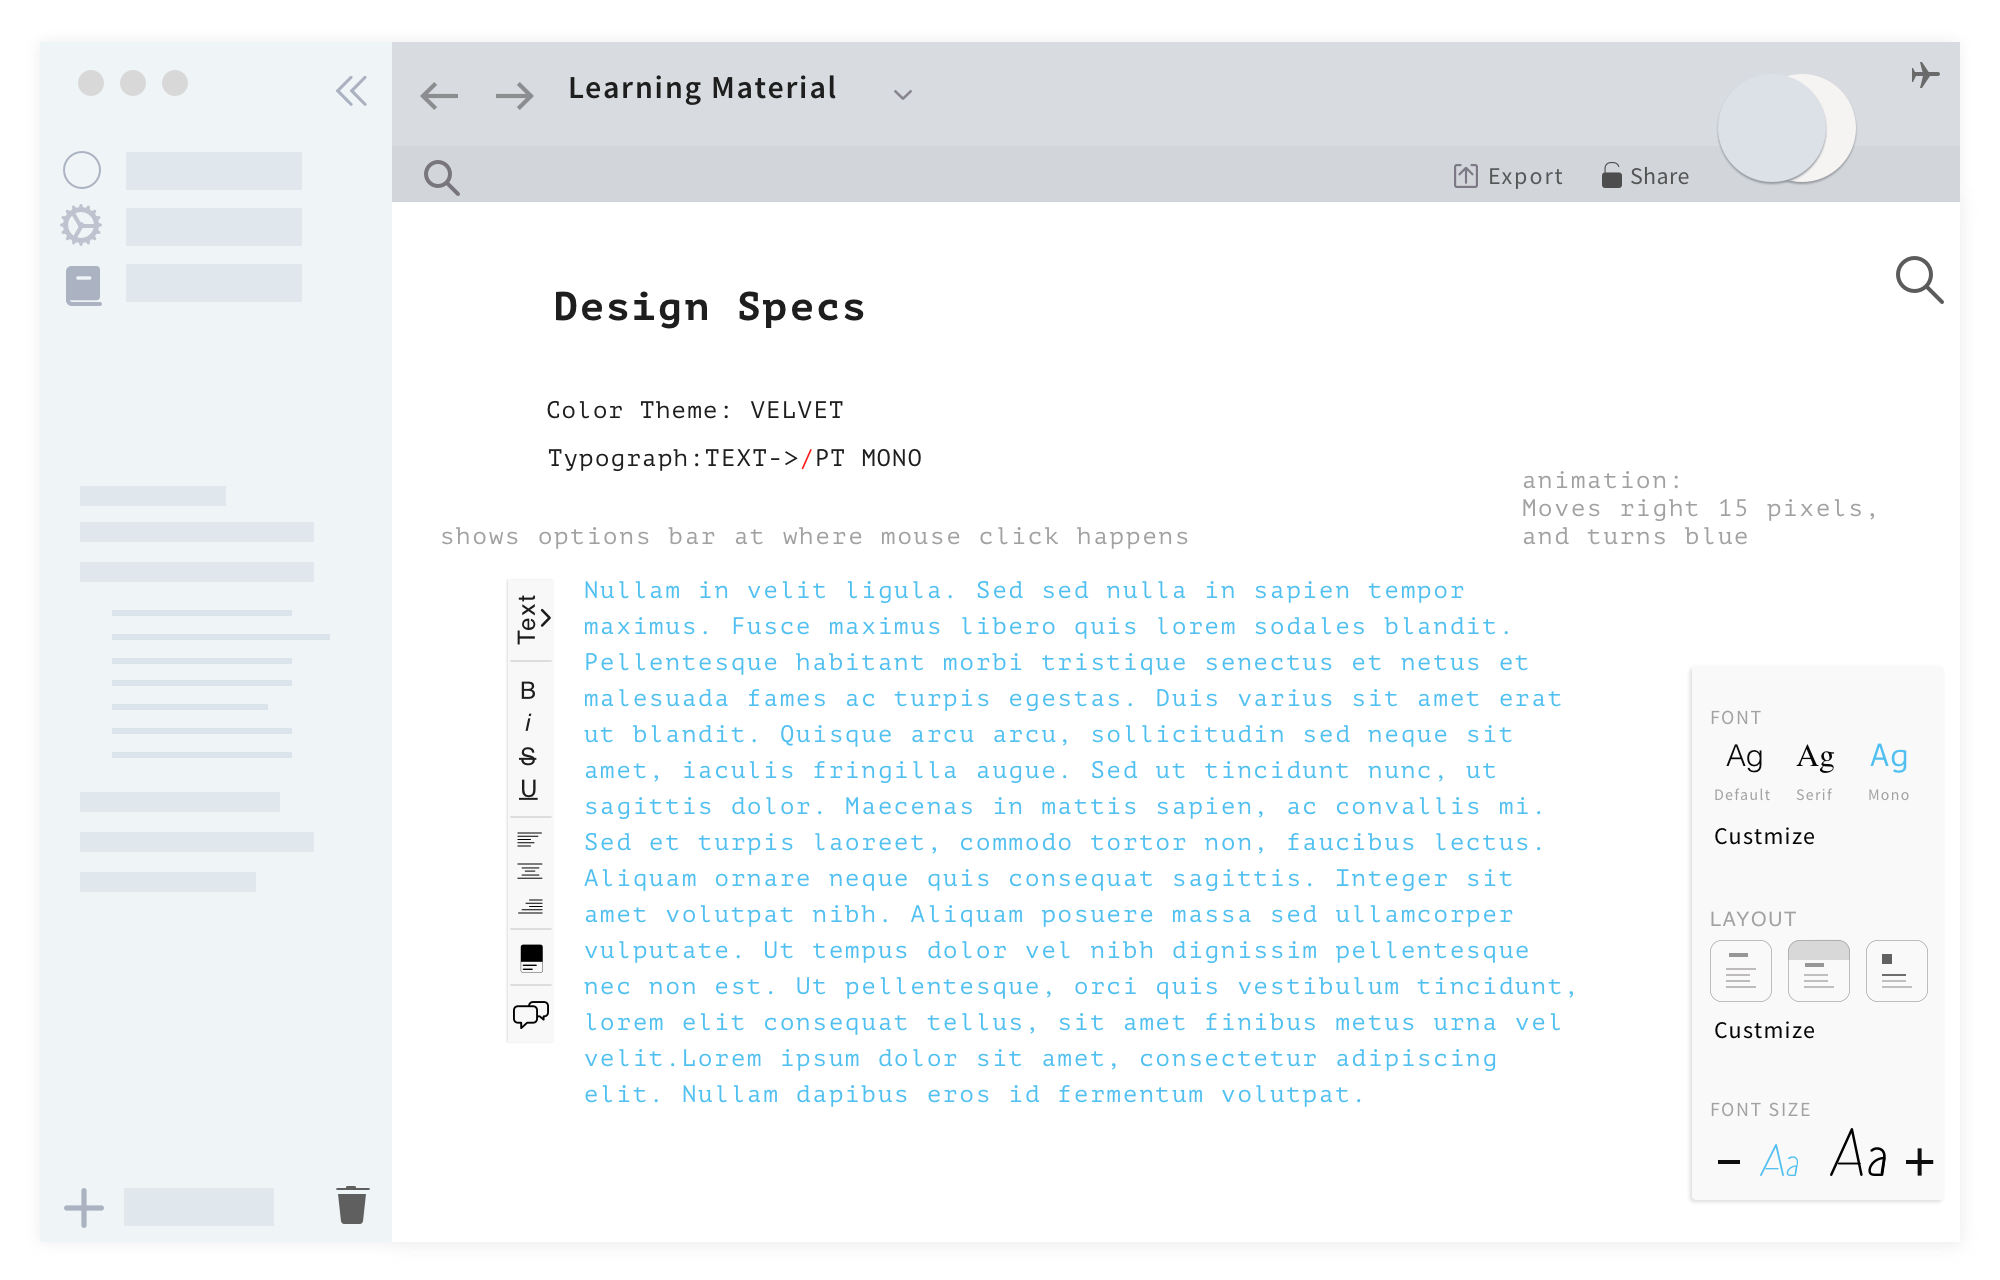 Learning Material
Export
Share
Design Specs
Color Theme: VELVET
Typograph:TEXT->/PT MONO
animation:
Moves right 15 pixels,
and turns blue
shows options bar at where mouse click happens
Text
B
i
S
U
Nullam in velit ligula. Sed sed nulla in sapien tempor
maximus. Fusce maximus libero quis lorem sodales blandit.
Pellentesque habitant morbi tristique senectus et netus et
malesuada fames ac turpis egestas. Duis varius sit amet erat
ut blandit. Quisque arcu arcu, sollicitudin sed neque sit
amet, iaculis fringilla augue. Sed ut tincidunt nunc, ut
sagittis dolor. Maecenas in mattis sapien, ac convallis mi.
Sed et turpis laoreet, commodo tortor non, faucibus lectus.
Aliquam ornare neque quis consequat sagittis. Integer sit
amet volutpat nibh. Aliquam posuere massa sed ullamcorper
vulputate. Ut tempus dolor vel nibh dignissim pellentesque
nec non est. Ut pellentesque, orci quis vestibulum tincidunt,
lorem elit consequat tellus, sit amet finibus metus urna vel
velit.Lorem ipsum dolor sit amet, consectetur adipiscing
elit. Nullam dapibus eros id fermentum volutpat.
FONT
Ag Ag Ag
Default Serif Mono
Custmize
LAYOUT
Custmize
FONT SIZE
Aa Aa